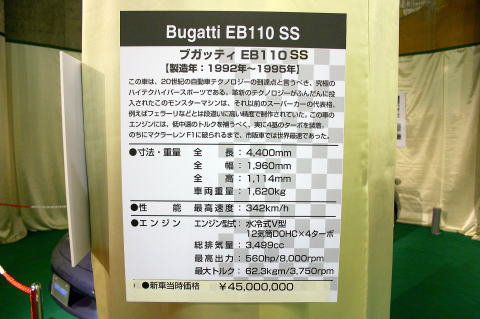 Bugatti EB110 SS
ブガッティ EB110 SS
【製造年：1992年～1995年】
この車は、20世紀の自動車テクノロジーの到達点と言うべき、究極の
ハイテクハイパースポーツである。革新のテクノロジーがふんだんに投
入されたこのモンスターマシンは、それ以前のスーパーカーの代表格、
例えばフェラーリなどとは段違いに高い精度で制作されていた。この車の
エンジンには、低中速のトルクを補うべく、実に4基のターボを装着。
のちにマクラーレンF1に破られるまで、市販車では世界最速であった。
●寸法・重量 全長：4,400mm
全幅：1,960mm
全高：1,114mm
車両重量：1,620kg
●性能 最高速度：342km/h
●エンジン エンジン型式：水冷式V型
12気筒DOHC×4ターボ
総排気量：3,499cc
最高出力：560hp/8,000rpm
最大トルク：62.3kgm/3,750rpm
●新車当時価格 ¥45,000,000